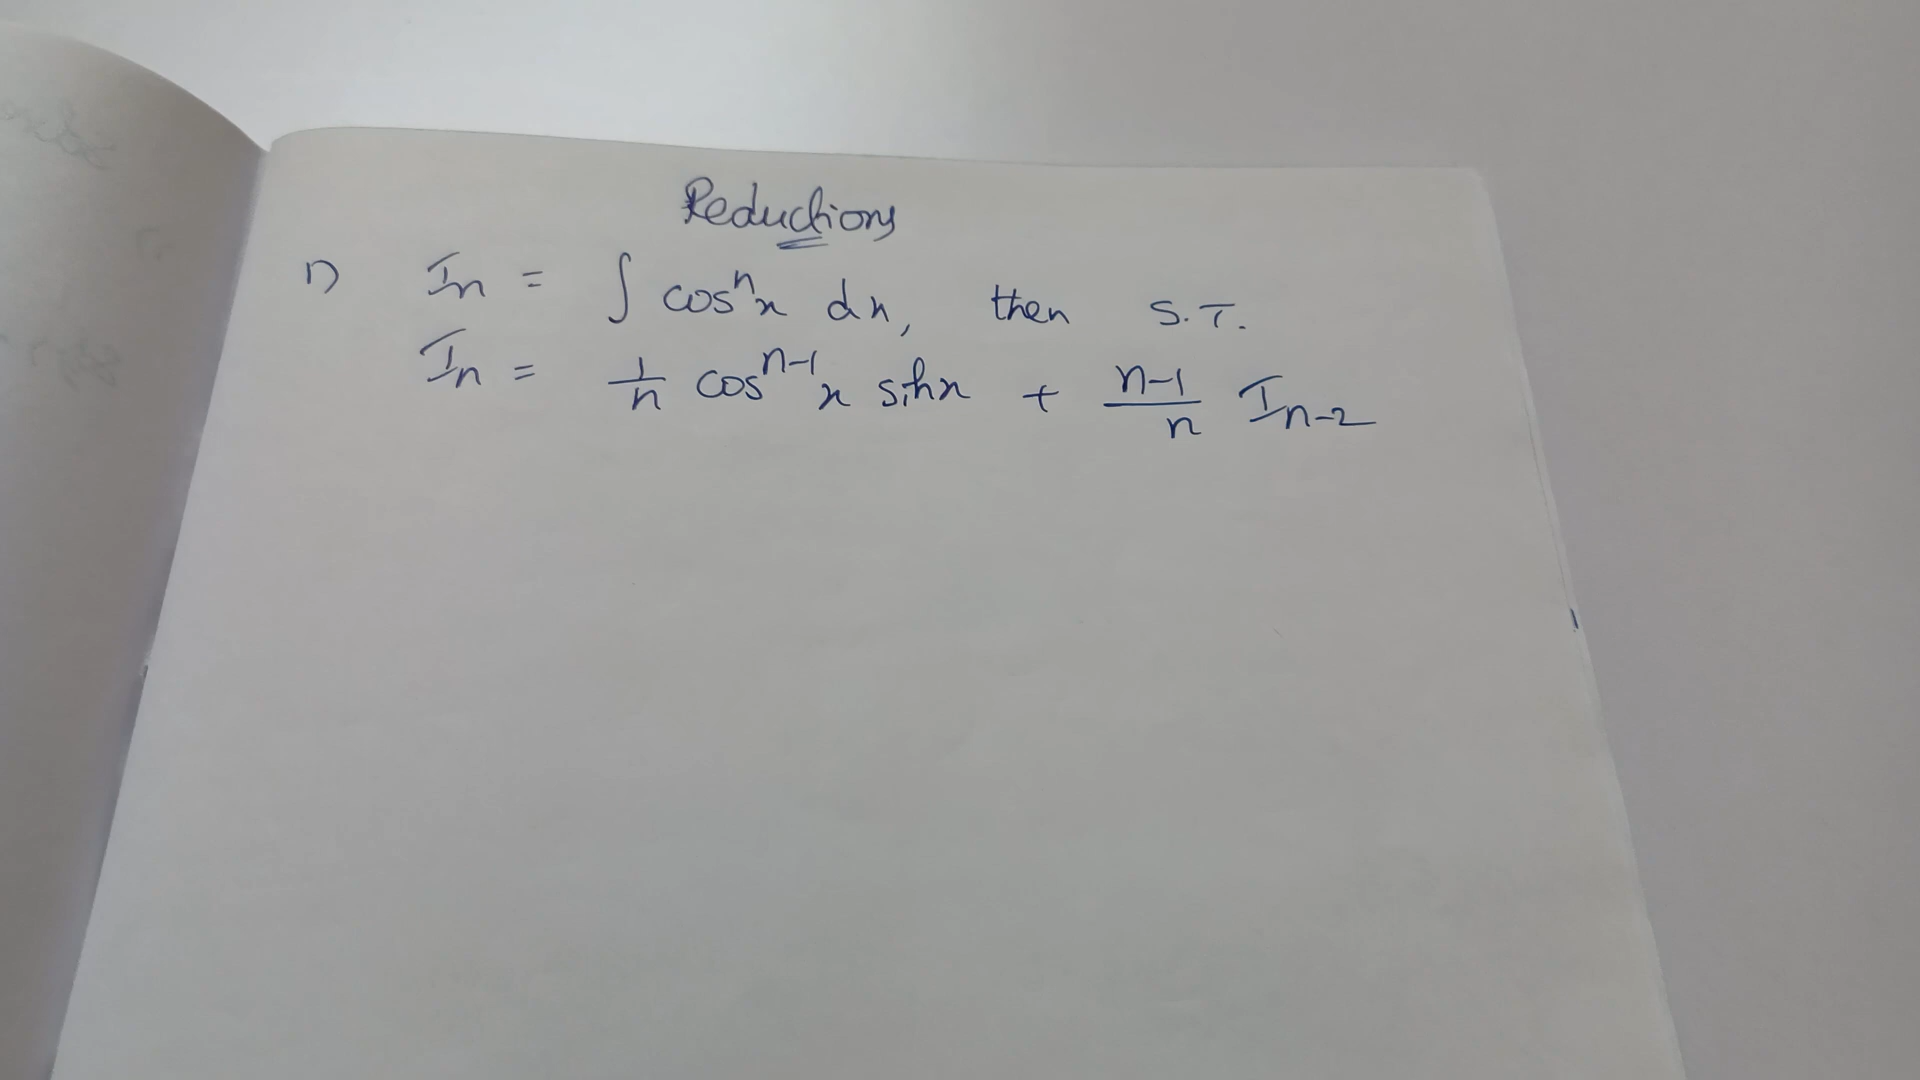 Reductions
1) Iₙ = ∫ cosⁿx dx, then S.T.
Iₙ = 1/n cosⁿ⁻¹x sinx + (n-1)/n Iₙ₋₂